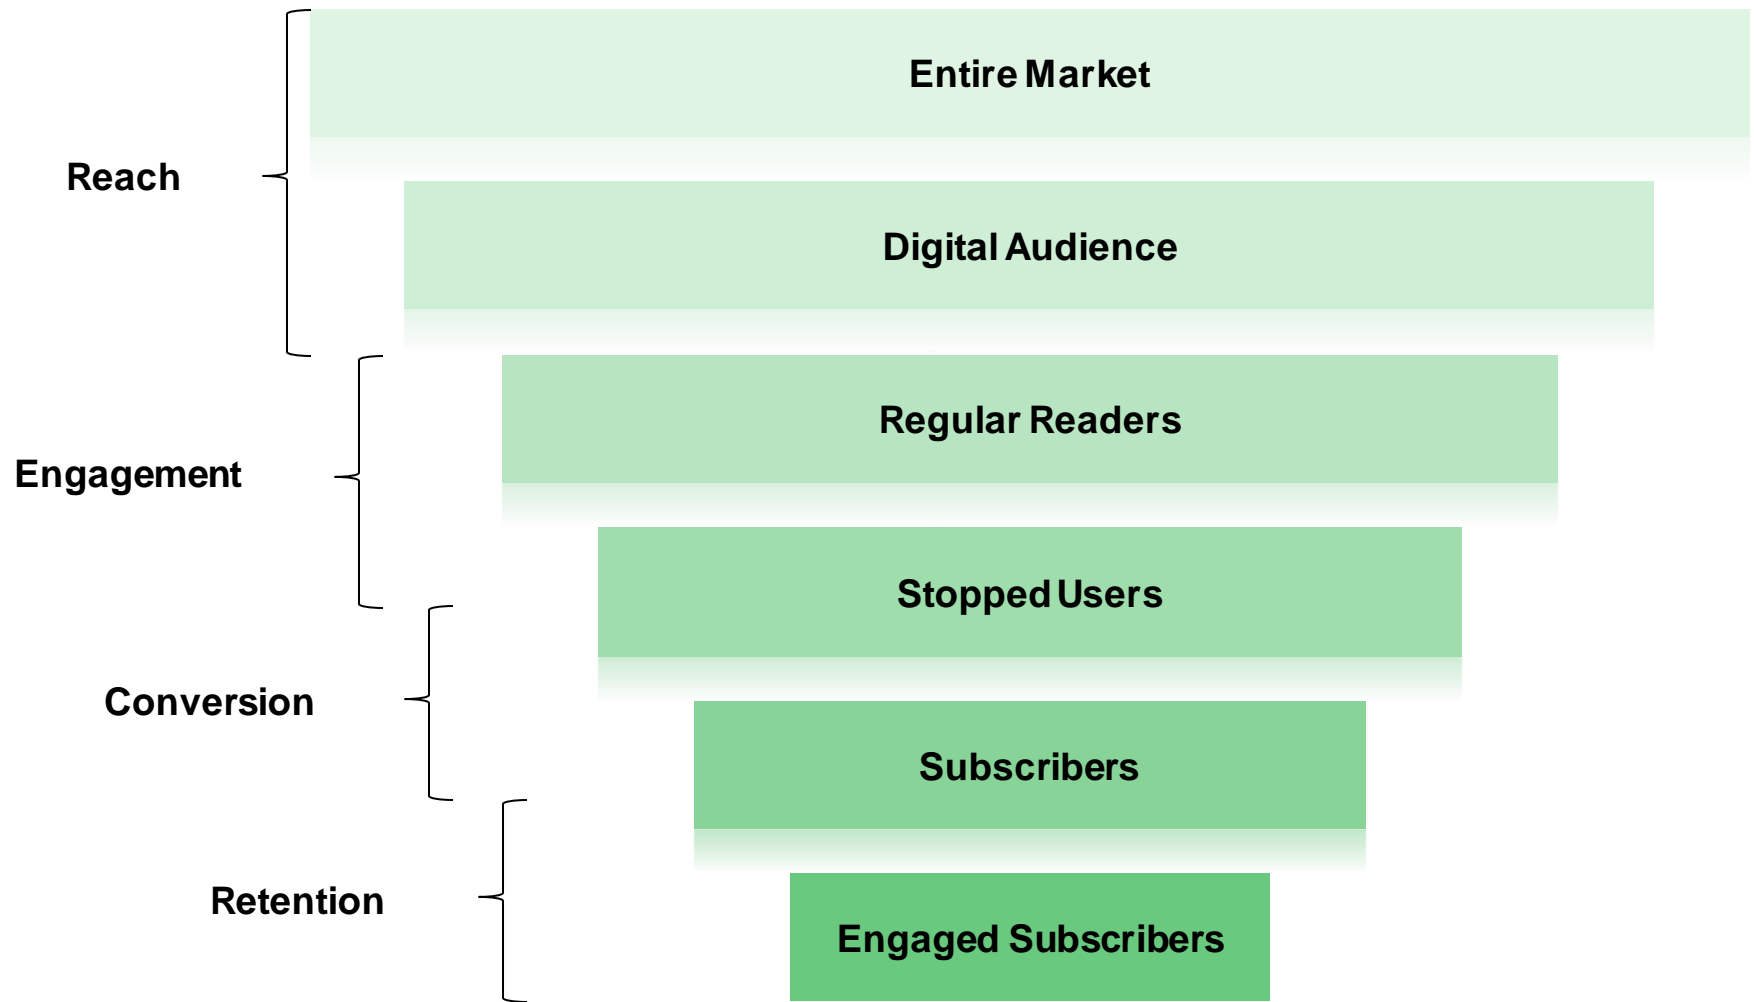 Entire Market
Reach
Digital Audience
Regular Readers
Engagement
Stopped Users
Conversion
Subscribers
Retention
Engaged Subscribers